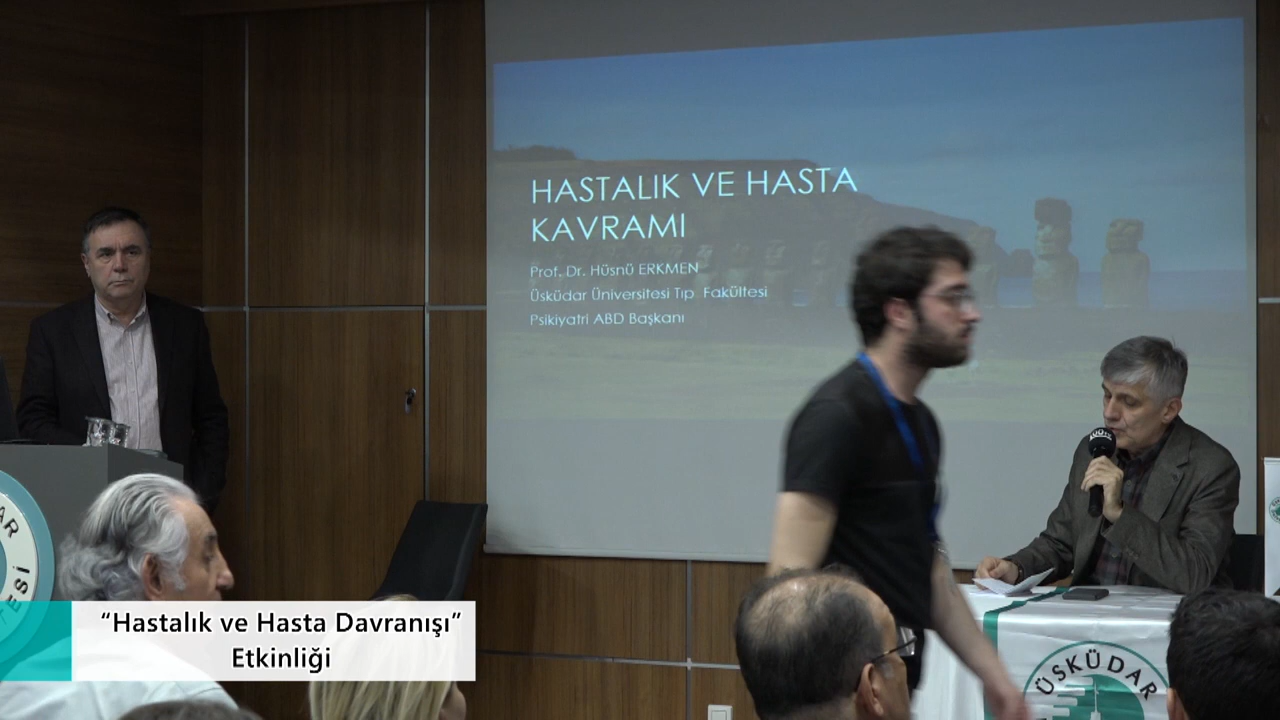 HASTALIK VE HASTA
KAVRAMI
Prof. Dr. Hüsnü ERKMEN
Üsküdar Üniversitesi Tıp Fakültesi
Psikiyatri ABD Başkanı
“Hastalık ve Hasta Davranışı”
Etkinliği
ÜSKÜDAR